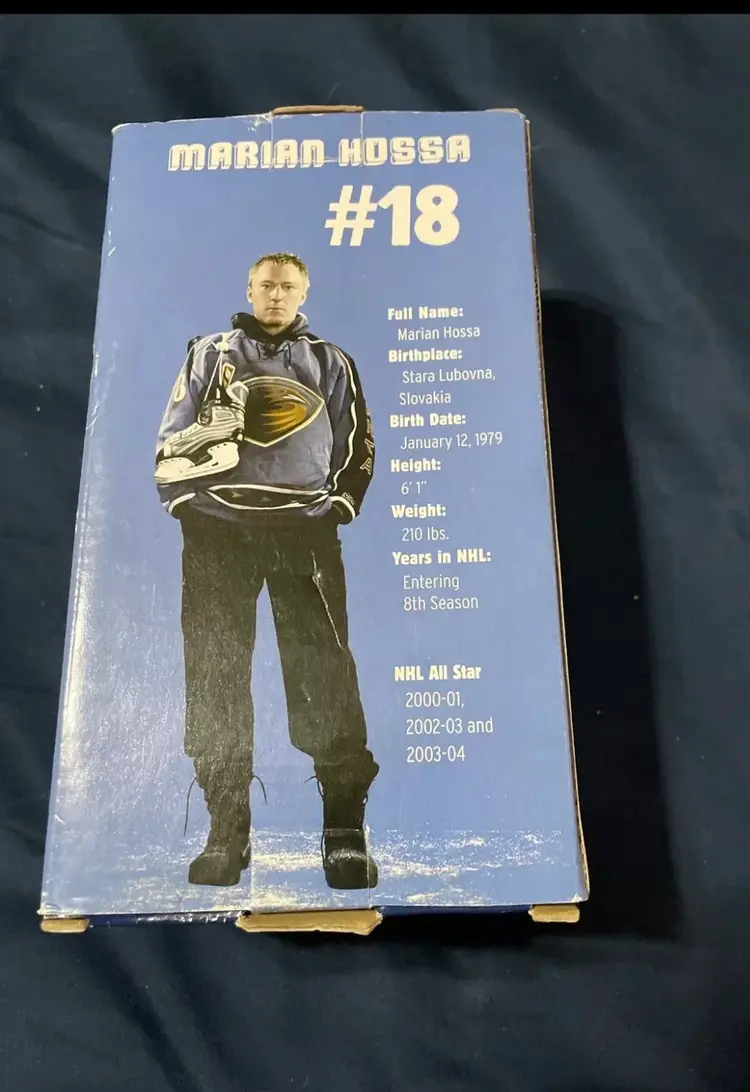 MARIAN HOSSA
#18
Full Name:
Marian Hossa
Birthplace:
Stara Lubovna,
Slovakia
Birth Date:
January 12, 1979
Height:
6' 1"
Weight:
210 lbs.
Years in NHL:
Entering
8th Season
NHL All Star
2000-01,
2002-03 and
2003-04